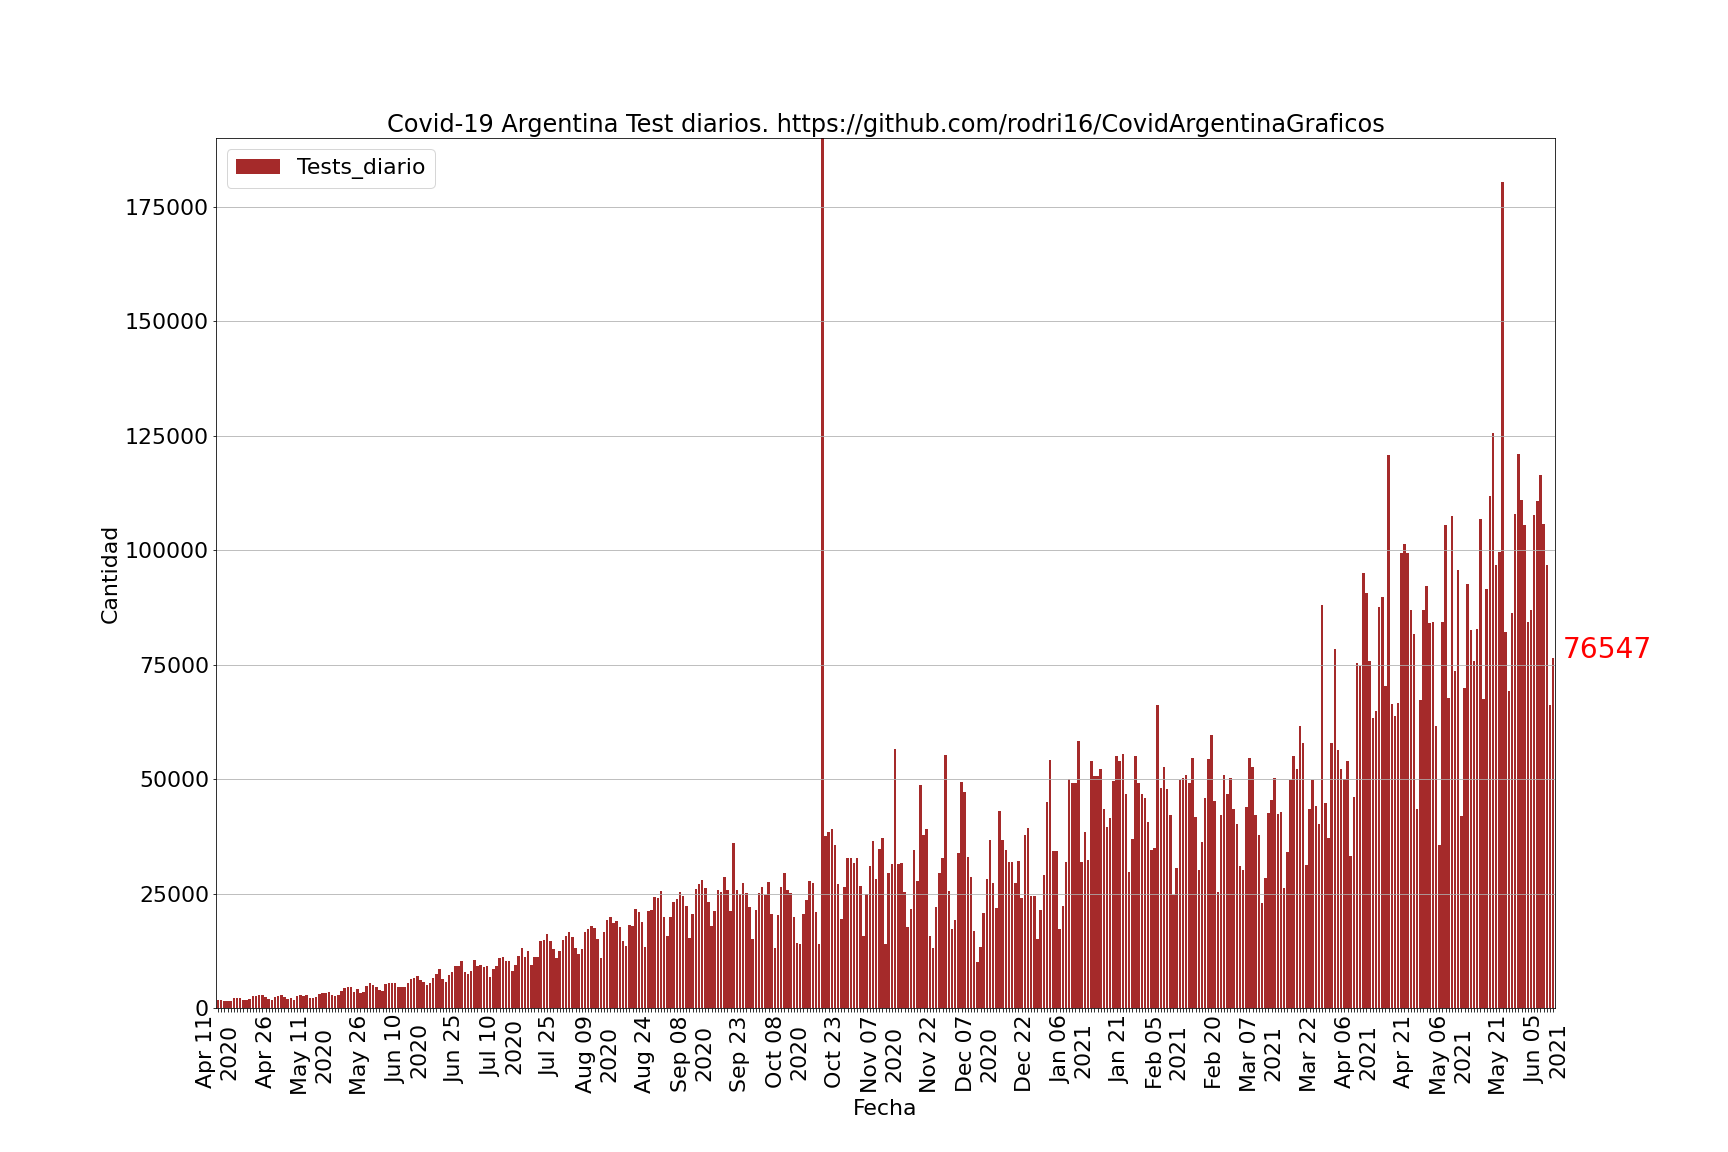 Covid-19 Argentina Test diarios. https://github.com/rodri16/CovidArgentinaGraficos
Tests_diario
175000
150000
125000
100000
75000
50000
25000
0
Cantidad
76547
Apr 11
2020
Apr 26
May 11
2020
May 26
Jun 10
2020
Jun 25
Jul 10
2020
Jul 25
Aug 09
2020
Aug 24
Sep 08
2020
Sep 23
Oct 08
2020
Oct 23
Nov 07
2020
Nov 22
Dec 07
2020
Dec 22
Jan 06
2021
Jan 21
Feb 05
2021
Feb 20
Mar 07
2021
Mar 22
Apr 06
2021
Apr 21
May 06
2021
May 21
Jun 05
2021
Fecha